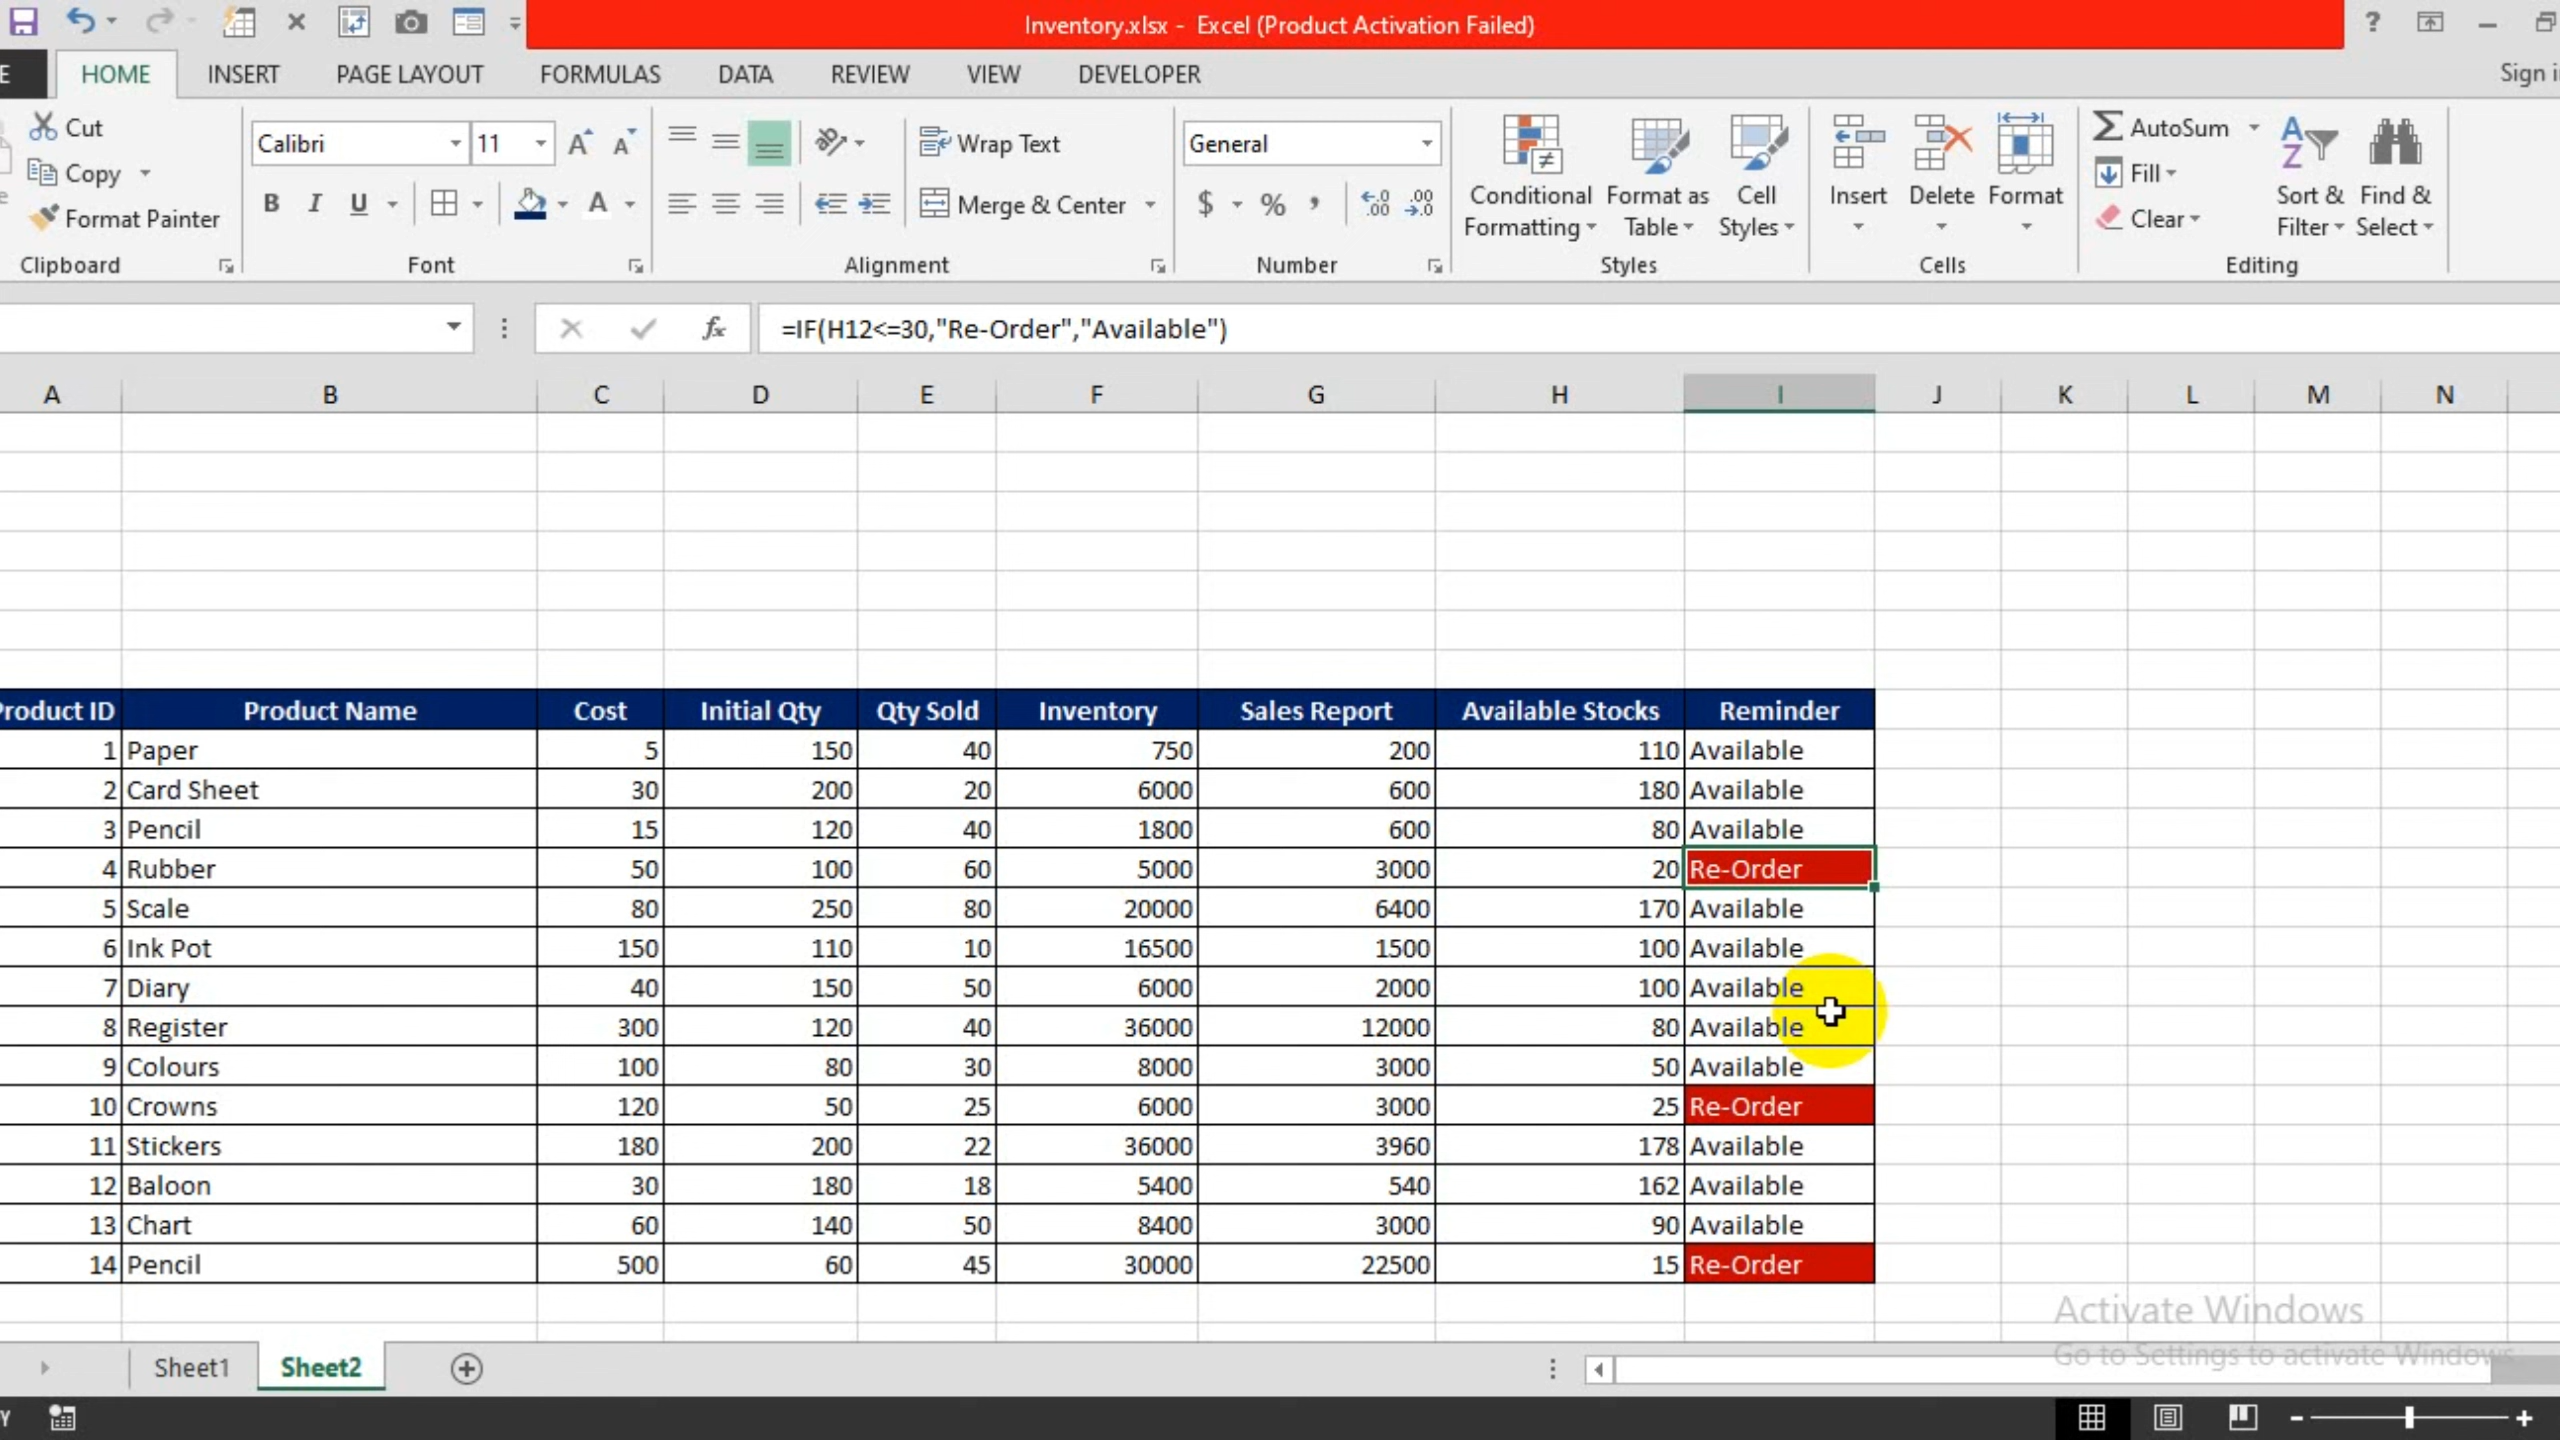 Inventory.xlsx - Excel (Product Activation Failed)
HOME INSERT PAGE LAYOUT FORMULAS DATA REVIEW VIEW DEVELOPER
Cut
Copy
Format Painter
Clipboard
Calibri 11
B I U A
Font
Wrap Text
Merge & Center
Alignment
General
$ % ,
Number
Conditional Formatting
Format as Table
Cell Styles
Styles
Insert Delete Format
Cells
AutoSum
Fill
Clear
Sort & Filter
Find & Select
Editing
fx =IF(H12<=30,"Re-Order","Available")
A B C D E F G H I J K L M N
Product ID Product Name Cost Initial Qty Qty Sold Inventory Sales Report Available Stocks Reminder
1 Paper 5 150 40 750 200 110 Available
2 Card Sheet 30 200 20 6000 600 180 Available
3 Pencil 15 120 40 1800 600 80 Available
4 Rubber 50 100 60 5000 3000 20 Re-Order
5 Scale 80 250 80 20000 6400 170 Available
6 Ink Pot 150 110 10 16500 1500 100 Available
7 Diary 40 150 50 6000 2000 100 Available
8 Register 300 120 40 36000 12000 80 Available
9 Colours 100 80 30 8000 3000 50 Available
10 Crowns 120 50 25 6000 3000 25 Re-Order
11 Stickers 180 200 22 36000 3960 178 Available
12 Baloon 30 180 18 5400 540 162 Available
13 Chart 60 140 50 8400 3000 90 Available
14 Pencil 500 60 45 30000 22500 15 Re-Order
Activate Windows
Go to Settings to activate Windows.
Sheet1 Sheet2